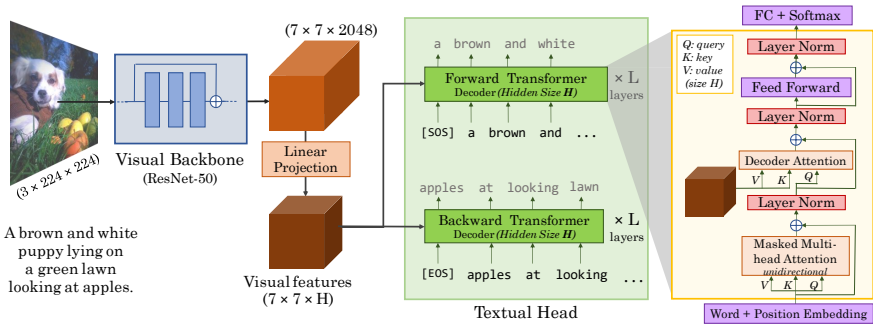 (3 × 224 × 224)
A brown and white
puppy lying on
a green lawn
looking at apples.
Visual Backbone
(ResNet-50)
(7 × 7 × 2048)
Linear
Projection
Visual features
(7 × 7 × H)
a brown and white
Forward Transformer
Decoder (Hidden Size H)
× L
layers
[SOS] a brown and ...
apples at looking lawn
Backward Transformer
Decoder (Hidden Size H)
× L
layers
[EOS] apples at looking ...
Textual Head
Q: query
K: key
V: value
(size H)
FC + Softmax
Layer Norm
Feed Forward
Layer Norm
Decoder Attention
V K Q
Layer Norm
Masked Multi-
head Attention
unidirectional
V K Q
Word + Position Embedding